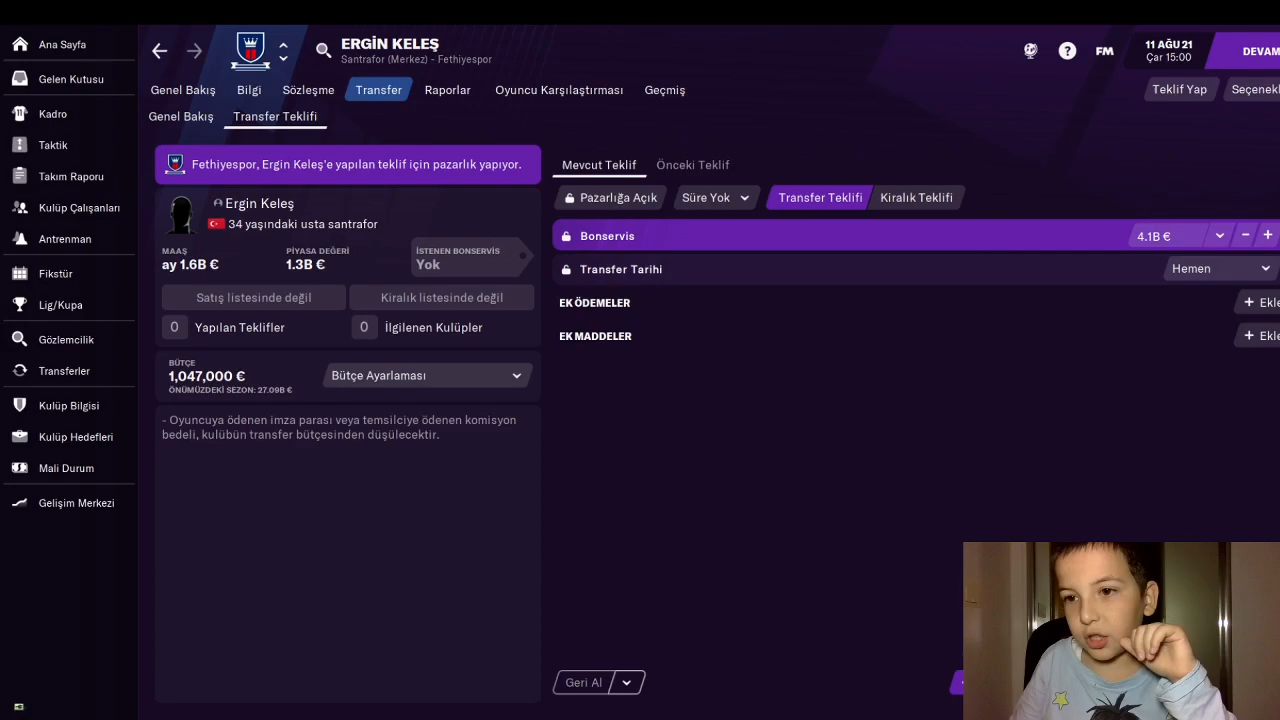 Ana Sayfa
Gelen Kutusu
Kadro
Taktik
Takım Raporu
Kulüp Çalışanları
Antrenman
Fikstür
Lig/Kupa
Gözlemcilik
Transferler
Kulüp Bilgisi
Kulüp Hedefleri
Mali Durum
Gelişim Merkezi
ERGİN KELEŞ
Santrafor (Merkez) - Fethiyespor
? FM
11 AĞU 21
Çar 15:00
DEVAM
Genel Bakış Bilgi Sözleşme Transfer Raporlar Oyuncu Karşılaştırması Geçmiş
Teklif Yap Seçenekl
Genel Bakış Transfer Teklifi
Fethiyespor, Ergin Keleş'e yapılan teklif için pazarlık yapıyor.
Ergin Keleş
34 yaşındaki usta santrafor
MAAŞ PİYASA DEĞERİ İSTENEN BONSERVİS
ay 1.6B € 1.3B € Yok
Satış listesinde değil Kiralık listesinde değil
0 Yapılan Teklifler 0 İlgilenen Kulüpler
BÜTÇE
1,047,000 € Bütçe Ayarlaması
ÖNÜMÜZDEKİ SEZON: 27.09B €
- Oyuncuya ödenen imza parası veya temsilciye ödenen komisyon
bedeli, kulübün transfer bütçesinden düşülecektir.
Mevcut Teklif Önceki Teklif
Pazarlığa Açık Süre Yok Transfer Teklifi Kiralık Teklifi
Bonservis 4.1B € - +
Transfer Tarihi Hemen
EK ÖDEMELER + Ekle
EK MADDELER + Ekle
Geri Al